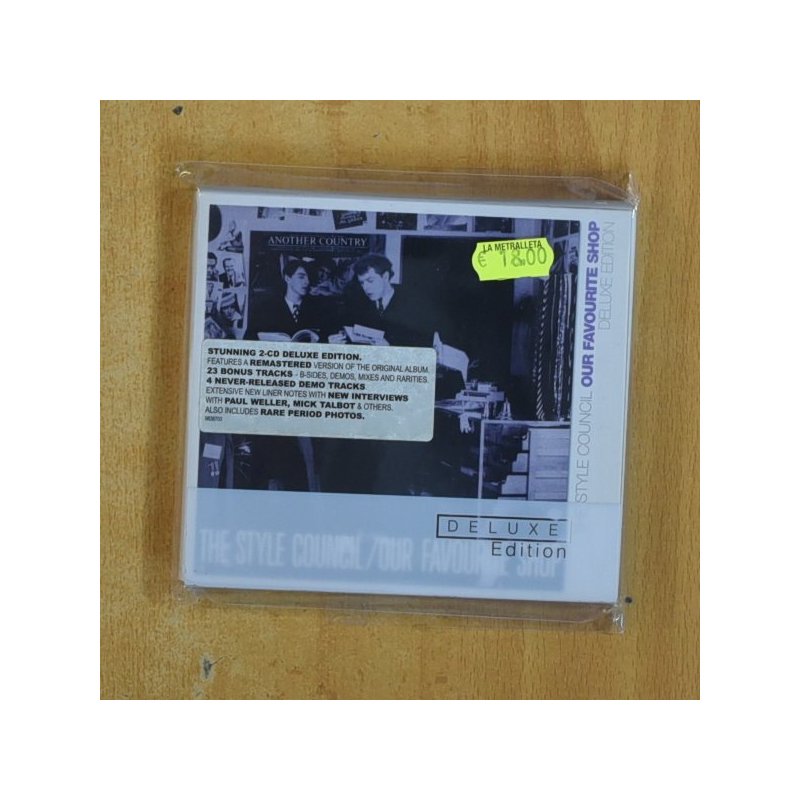 ANOTHER COUNTRY
LA METRALLETA
€ 18.00
STUNNING 2-CD DELUXE EDITION.
FEATURES A REMASTERED VERSION OF THE ORIGINAL ALBUM.
23 BONUS TRACKS - B-SIDES, DEMOS, MIXES AND RARITIES.
4 NEVER-RELEASED DEMO TRACKS.
EXTENSIVE NEW LINER NOTES WITH NEW INTERVIEWS
WITH PAUL WELLER, MICK TALBOT & OTHERS.
ALSO INCLUDES RARE PERIOD PHOTOS.
STYLE COUNCIL OUR FAVOURITE SHOP
DELUXE EDITION
DELUXE
Edition
THE STYLE COUNCIL/OUR FAVOURITE SHOP